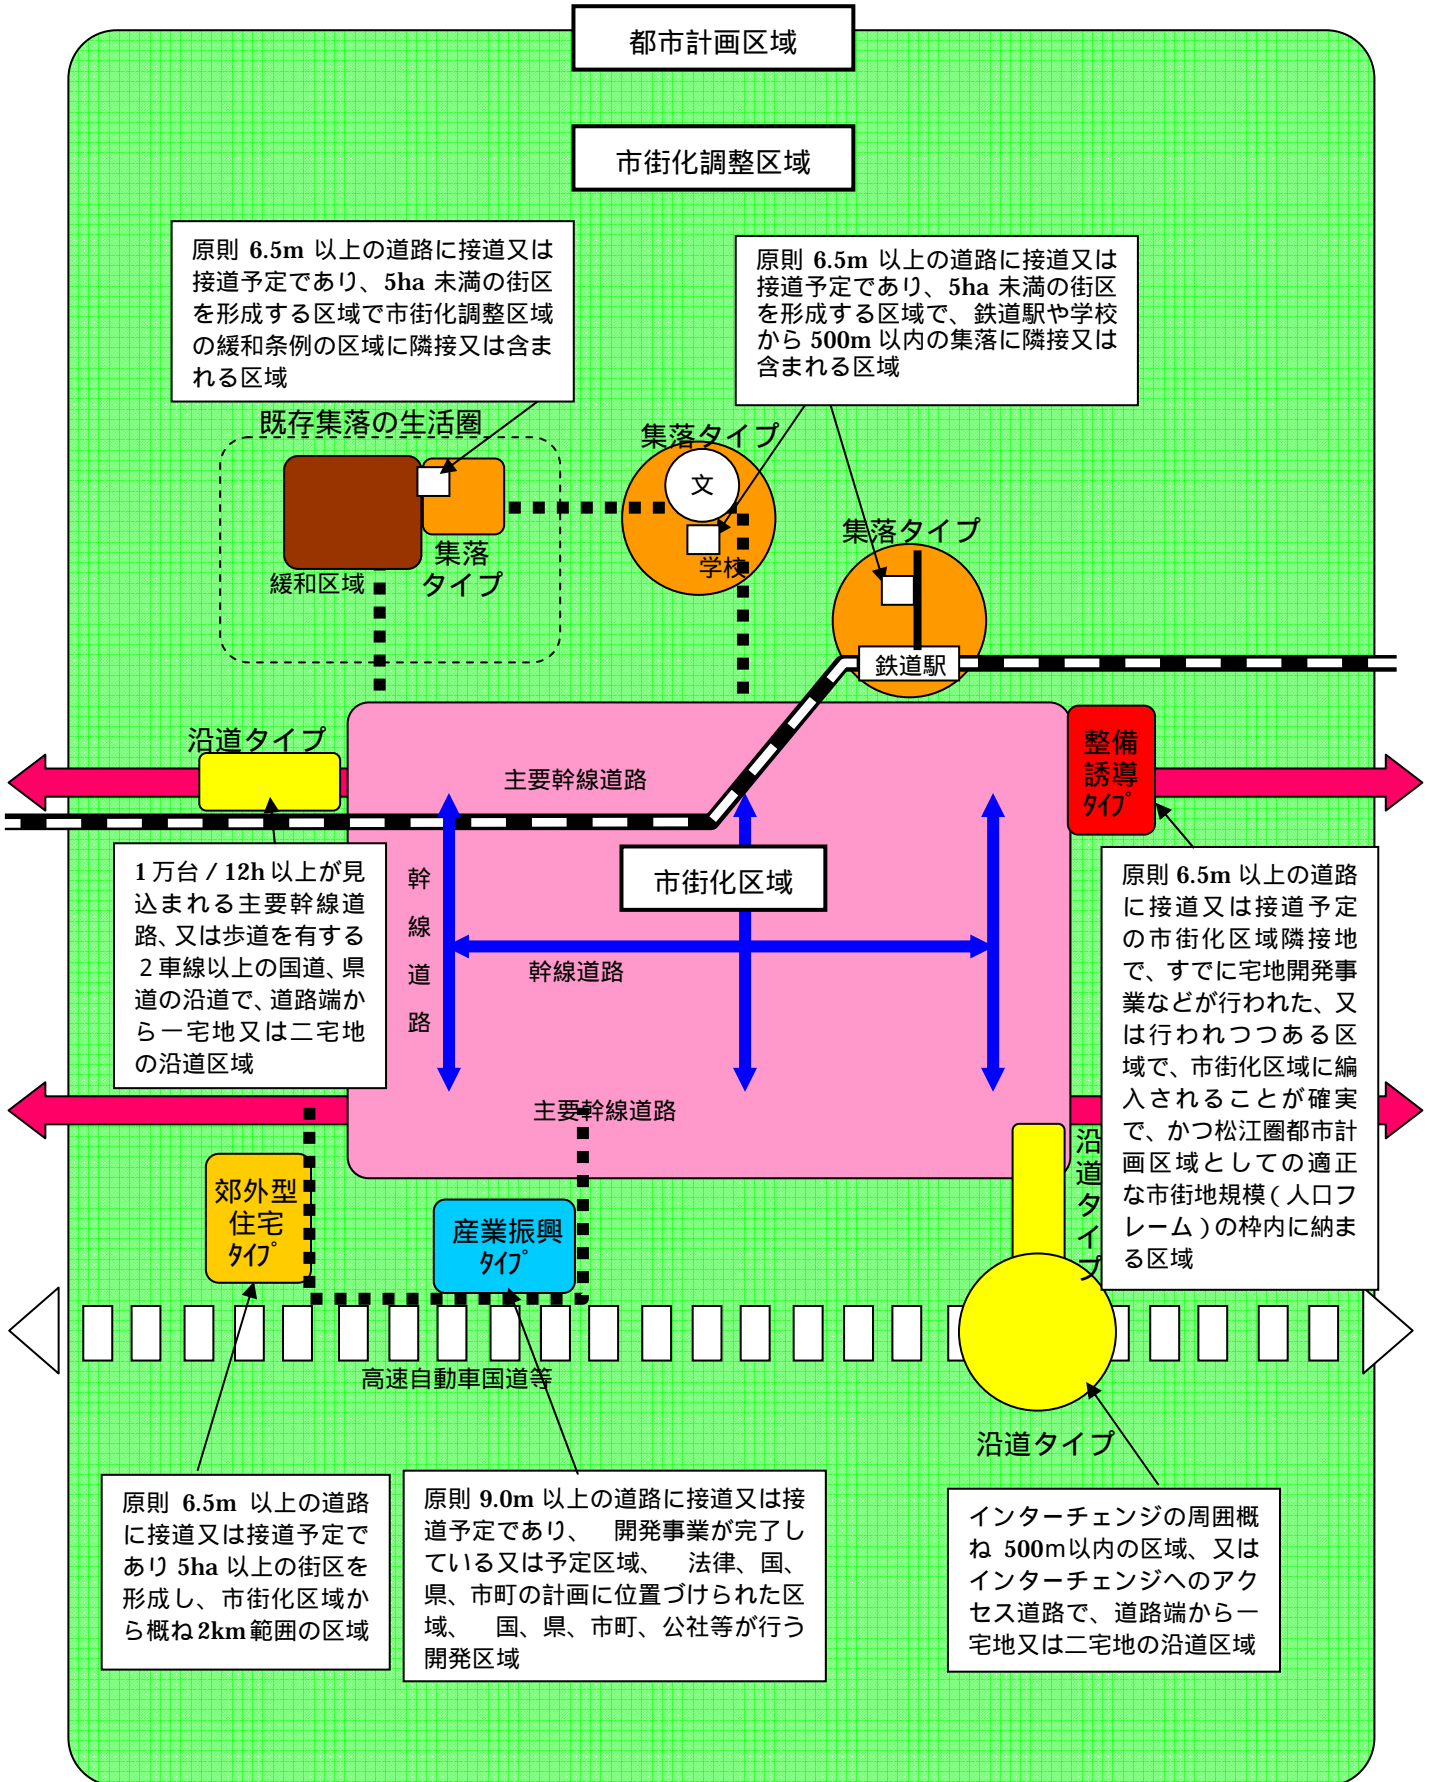 都市計画区域
市街化調整区域
原則 6.5m 以上の道路に接道又は
接道予定であり、5ha 未満の街区
を形成する区域で市街化調整区域
の緩和条例の区域に隣接又は含ま
れる区域
原則 6.5m 以上の道路に接道又は
接道予定であり、5ha 未満の街区
を形成する区域で、鉄道駅や学校
から 500m 以内の集落に隣接又は
含まれる区域
既存集落の生活圏
集落タイプ
文
学校
集落
タイプ
緩和区域
集落タイプ
鉄道駅
沿道タイプ
主要幹線道路
整備
誘導
ﾀｲﾌﾟ
市街化区域
幹線道路
幹線道路
1 万台 / 12h 以上が見
込まれる主要幹線道
路、又は歩道を有する
２車線以上の国道、県
道の沿道で、道路端か
ら一宅地又は二宅地
の沿道区域
原則 6.5m 以上の道路
に接道又は接道予定
の市街化区域隣接地
で、すでに宅地開発事
業などが行われた、又
は行われつつある区
域で、市街化区域に編
入されることが確実
で、かつ松江圏都市計
画区域としての適正
な市街地規模（人口フ
レーム）の枠内に納ま
る区域
主要幹線道路
沿道タイプ
郊外型
住宅
ﾀｲﾌﾟ
産業振興
ﾀｲﾌﾟ
高速自動車国道等
沿道タイプ
原則 6.5m 以上の道路
に接道又は接道予定で
あり 5ha 以上の街区を
形成し、市街化区域か
ら概ね 2km 範囲の区域
原則 9.0m 以上の道路に接道又は接
道予定であり、　開発事業が完了し
ている又は予定区域、　法律、国、
県、市町の計画に位置づけられた区
域、　国、県、市町、公社等が行う
開発区域
インターチェンジの周囲概
ね 500m以内の区域、又は
インターチェンジへのアク
セス道路で、道路端から一
宅地又は二宅地の沿道区域